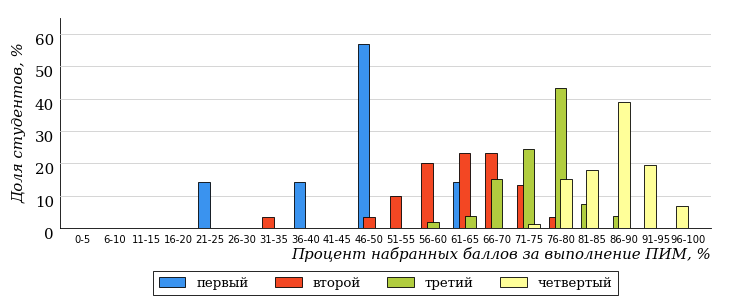 Доля студентов, %
60
50
40
30
20
10
0
0-5 6-10 11-15 16-20 21-25 26-30 31-35 36-40 41-45 46-50 51-55 56-60 61-65 66-70 71-75 76-80 81-85 86-90 91-95 96-100
Процент набранных баллов за выполнение ПИМ, %
первый второй третий четвертый